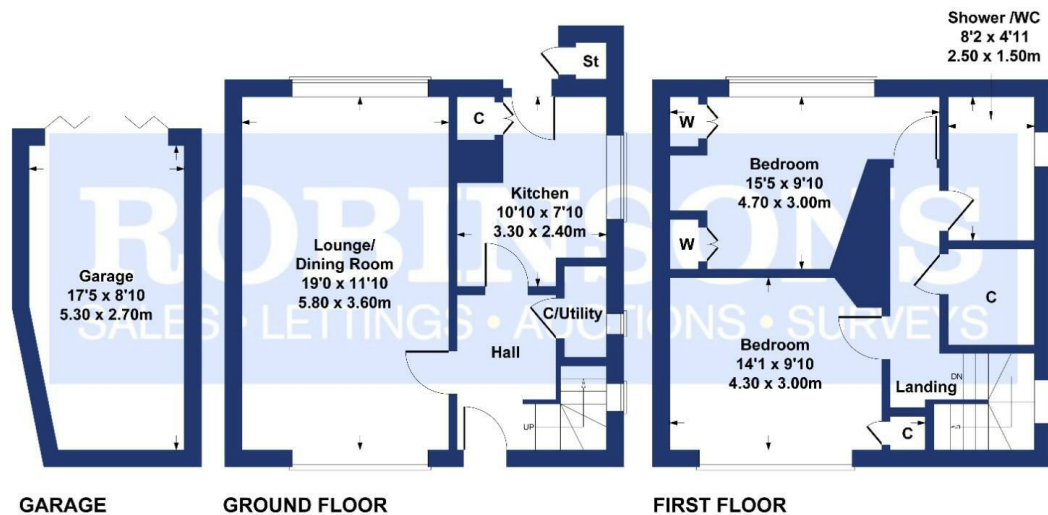 Shower /WC
8'2 x 4'11
2.50 x 1.50m
St
C
W
Bedroom
15'5 x 9'10
4.70 x 3.00m
Kitchen
10'10 x 7'10
3.30 x 2.40m
ROBINSONS
SALES • LETTINGS • AUCTIONS • SURVEYS
Lounge/
Dining Room
19'0 x 11'10
5.80 x 3.60m
Garage
17'5 x 8'10
5.30 x 2.70m
W
C
C/Utility
Hall
Bedroom
14'1 x 9'10
4.30 x 3.00m
DN
Landing
UP
C
GARAGE
GROUND FLOOR
FIRST FLOOR